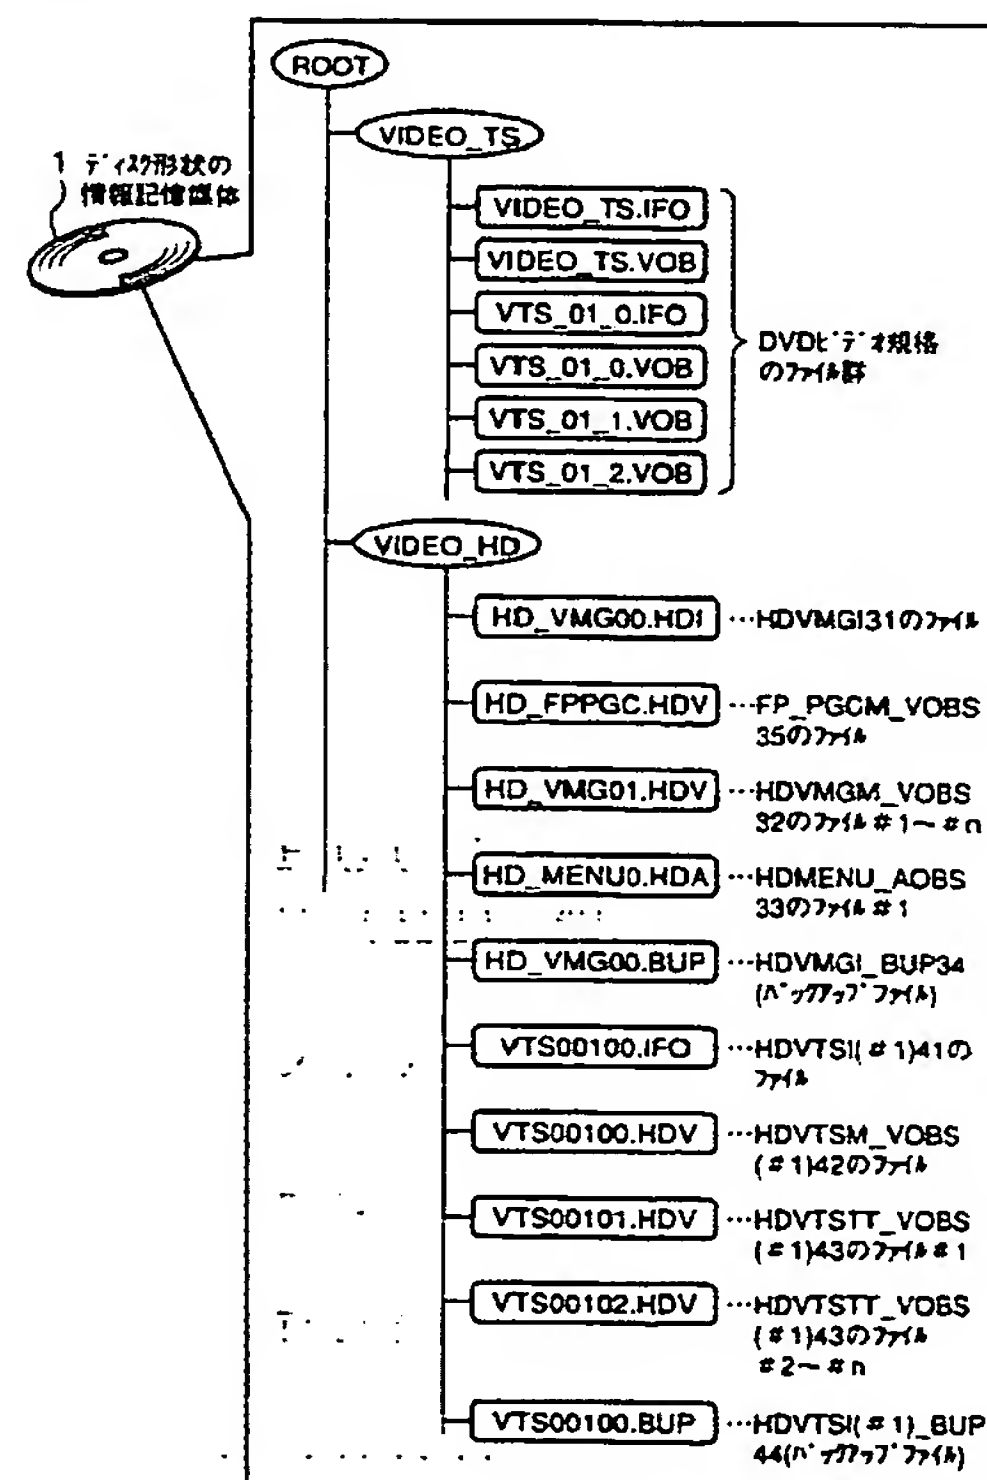 ROOT
VIDEO_TS
1 ディスク形状の
情報記憶媒体
VIDEO_TS.IFO
VIDEO_TS.VOB
VTS_01_0.IFO
VTS_01_0.VOB
VTS_01_1.VOB
VTS_01_2.VOB
DVDビデオ規格
のファイル群
VIDEO_HD
HD_VMG00.HDI …HDVMGI31のファイル
HD_FPPGC.HDV …FP_PGCM_VOBS
35のファイル
HD_VMG01.HDV …HDVMGM_VOBS
32のファイル#1~#n
HD_MENU0.HDA …HDMENU_AOBS
33のファイル#1
HD_VMG00.BUP …HDVMGI_BUP34
(バックアップファイル)
VTS00100.IFO …HDVTSI(#1)41の
ファイル
VTS00100.HDV …HDVTSM_VOBS
(#1)42のファイル
VTS00101.HDV …HDVTSTT_VOBS
(#1)43のファイル#1
VTS00102.HDV …HDVTSTT_VOBS
(#1)43のファイル
#2~#n
VTS00100.BUP …HDVTSI(#1)_BUP
44(バックアップファイル)